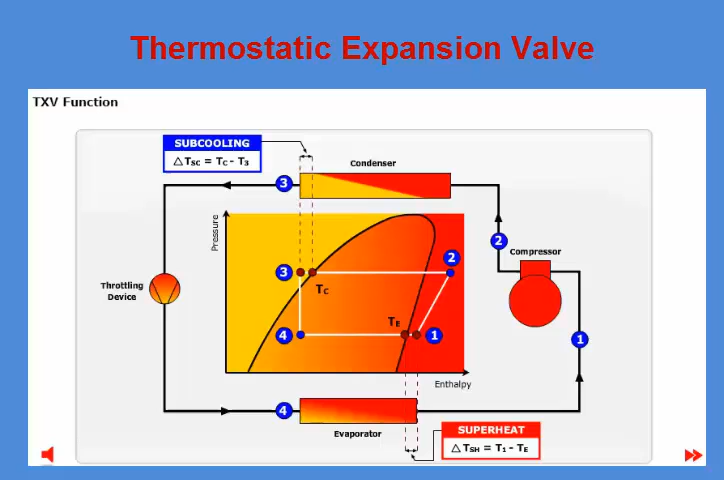 Thermostatic Expansion Valve
TXV Function
SUBCOOLING
△ Tsc = Tc - T3
Condenser
3
2
Compressor
Pressure
3
Tc
2
Throttling
Device
4
TE
1
1
Enthalpy
4
Evaporator
SUPERHEAT
△ TSH = T1 - TE